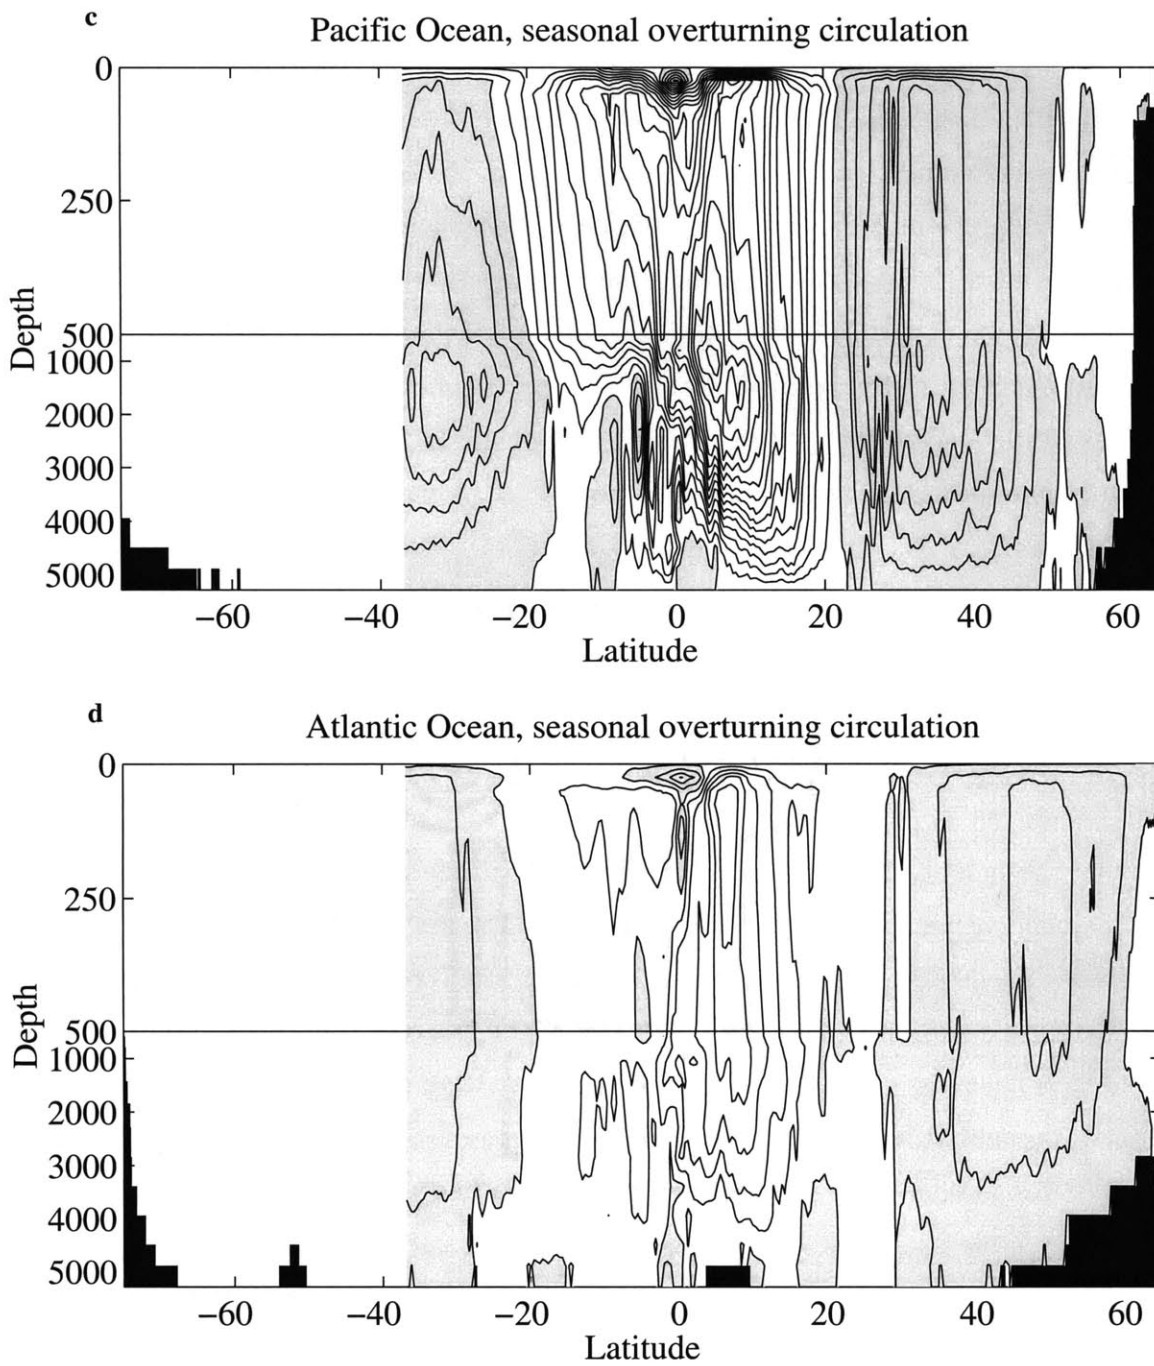 c
Pacific Ocean, seasonal overturning circulation
0
250
500
1000
2000
3000
4000
5000
Depth
−60 −40 −20 0 20 40 60
Latitude
d
Atlantic Ocean, seasonal overturning circulation
0
250
500
1000
2000
3000
4000
5000
Depth
−60 −40 −20 0 20 40 60
Latitude